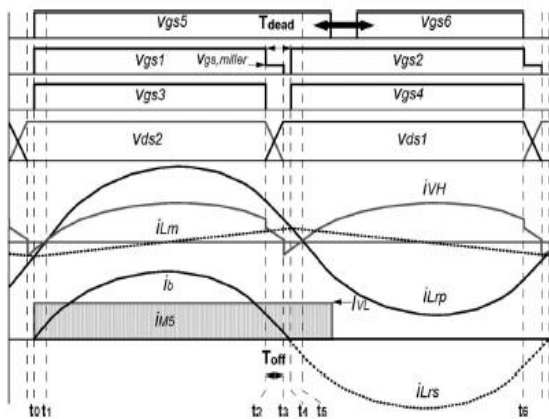 Vgs5 Tdead Vgs6
Vgs1 Vgs,miller Vgs2
Vgs3 Vgs4
Vds2 Vds1
iVH
iLm
ib iLrp
IVL
iM5
Toff
iLrs
t0 t1 t2 t3 t4 t5 t6